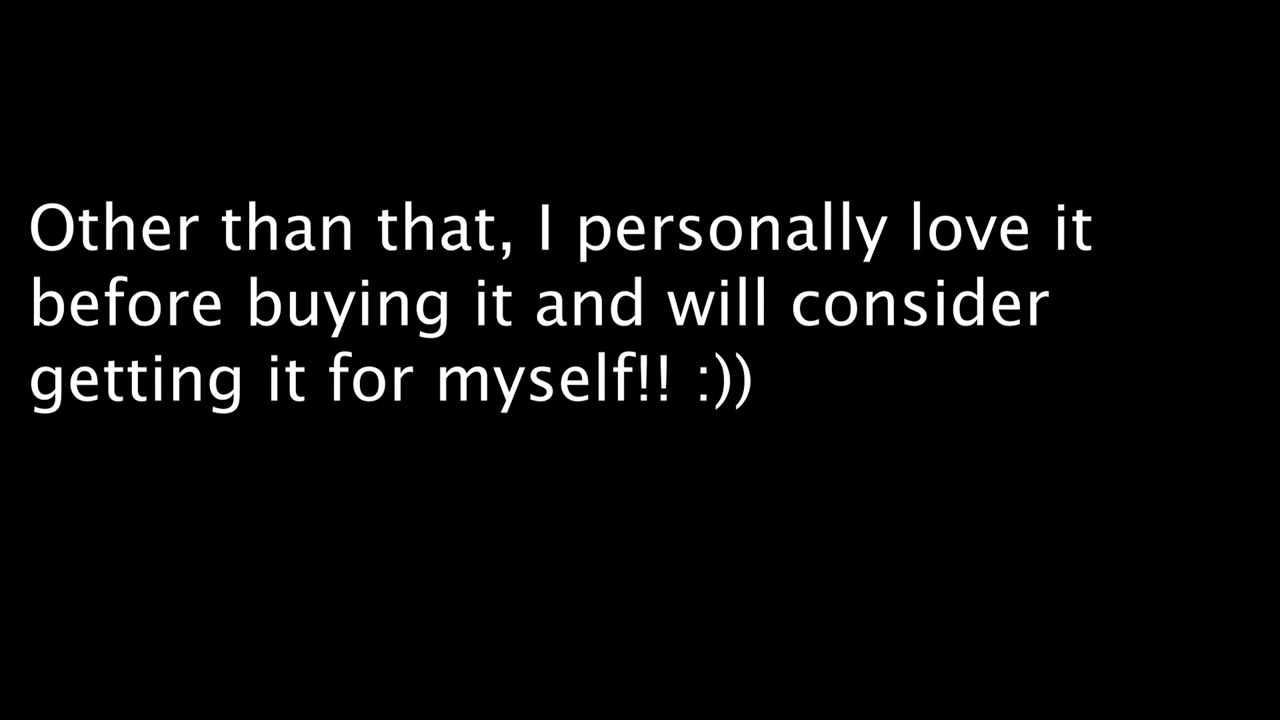 Other than that, I personally love it
before buying it and will consider
getting it for myself!! :))